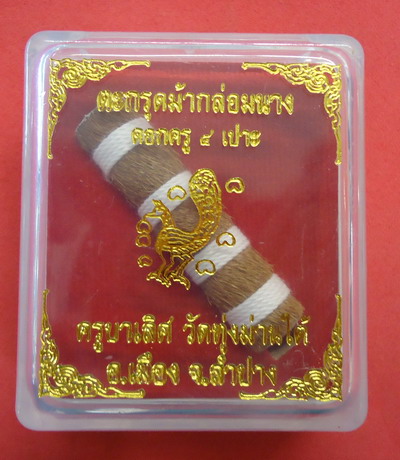 ตะกรุดม้ากล่อมนาง
ดอกครู ๔ เปาะ
ครูบาเลิศ วัดทุ่งม่านใต้
อ.เมือง จ.ลำปาง